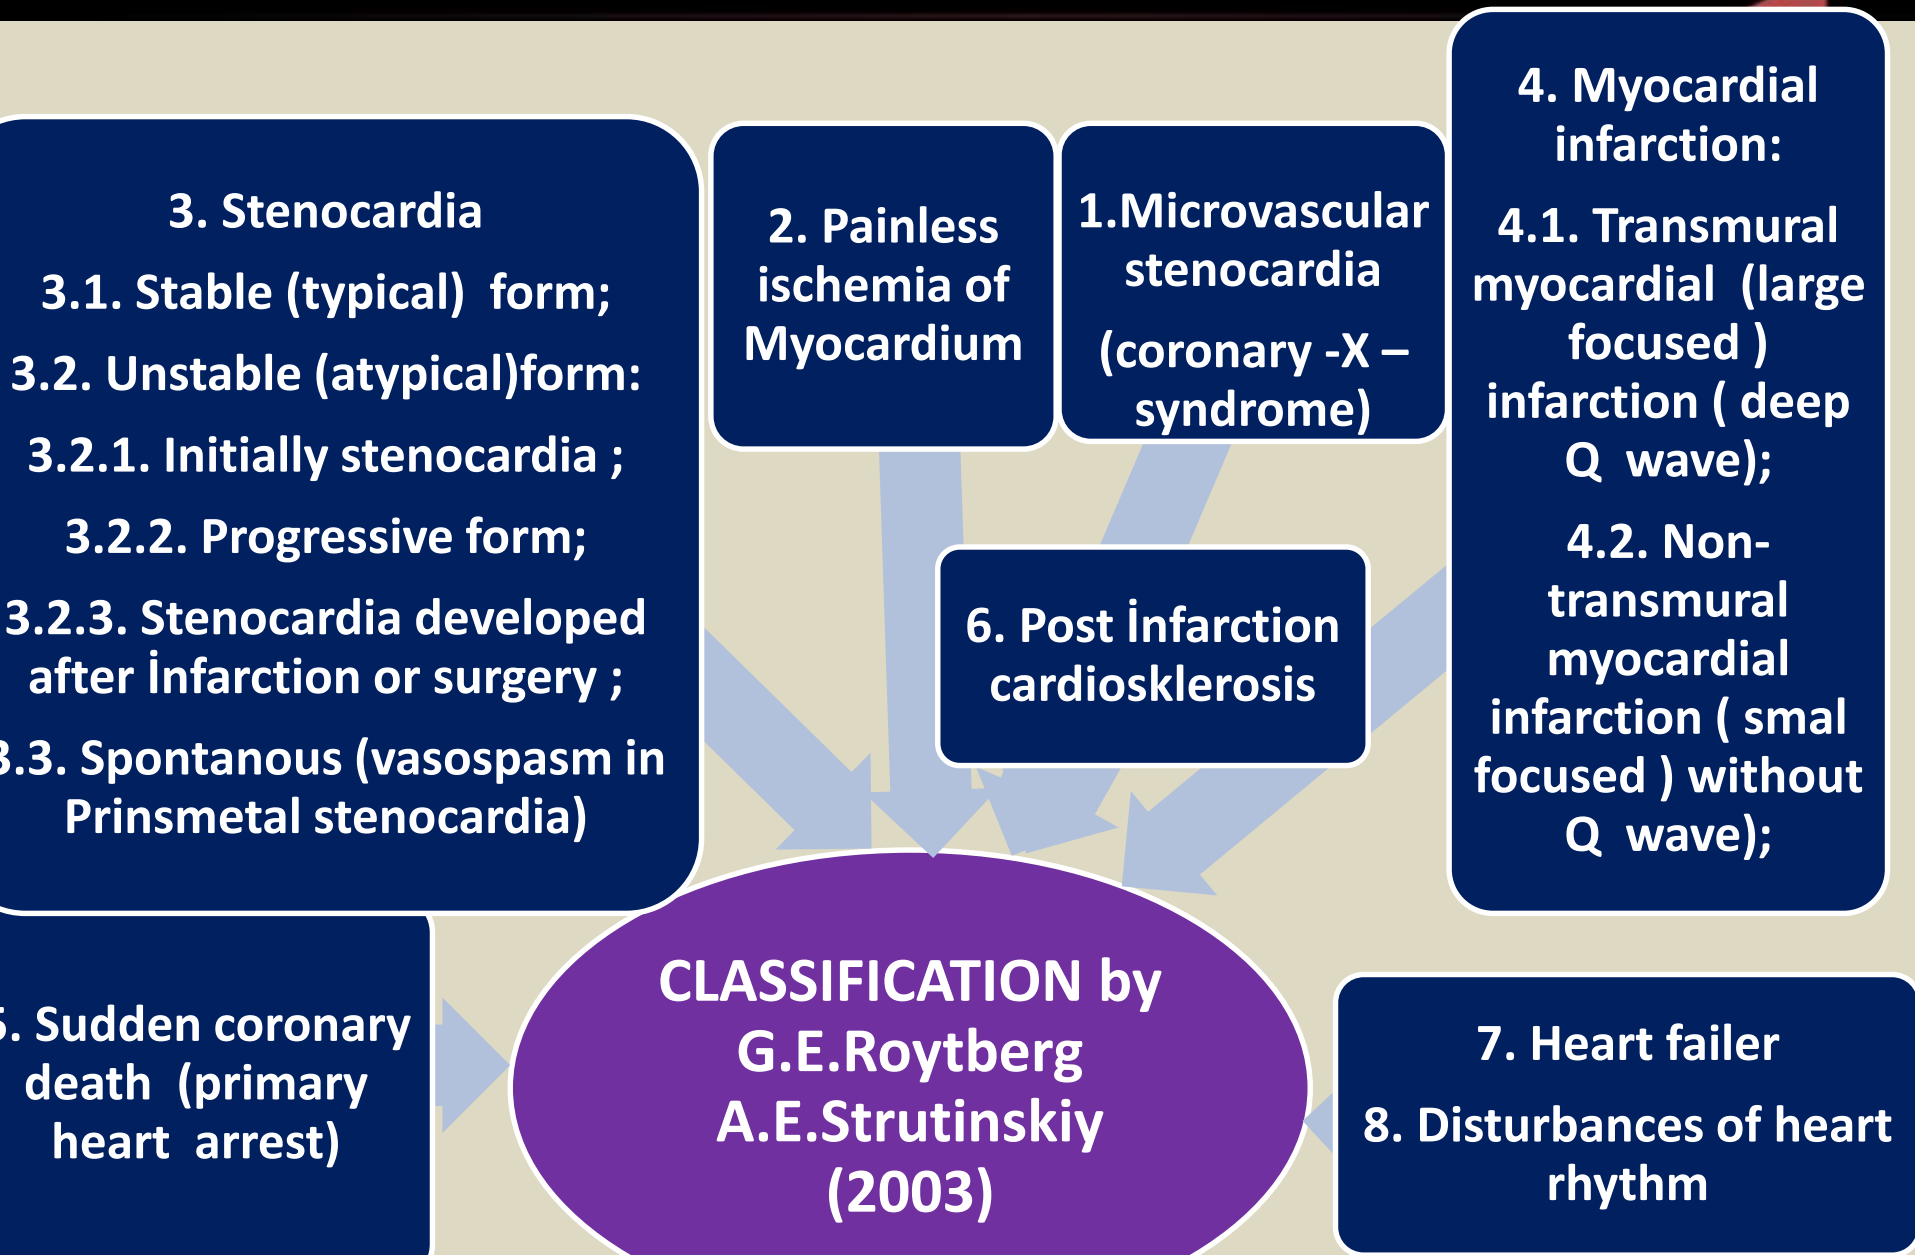 3. Stenocardia
3.1. Stable (typical) form;
3.2. Unstable (atypical)form:
3.2.1. Initially stenocardia ;
3.2.2. Progressive form;
3.2.3. Stenocardia developed
after İnfarction or surgery ;
3.3. Spontanous (vasospasm in
Prinsmetal stenocardia)
2. Painless
ischemia of
Myocardium
1.Microvascular
stenocardia
(coronary -X –
syndrome)
4. Myocardial
infarction:
4.1. Transmural
myocardial (large
focused )
infarction ( deep
Q wave);
4.2. Non-
transmural
myocardial
infarction ( smal
focused ) without
Q wave);
6. Post İnfarction
cardiosklerosis
5. Sudden coronary
death (primary
heart arrest)
CLASSIFICATION by
G.E.Roytberg
A.E.Strutinskiy
(2003)
7. Heart failer
8. Disturbances of heart
rhythm